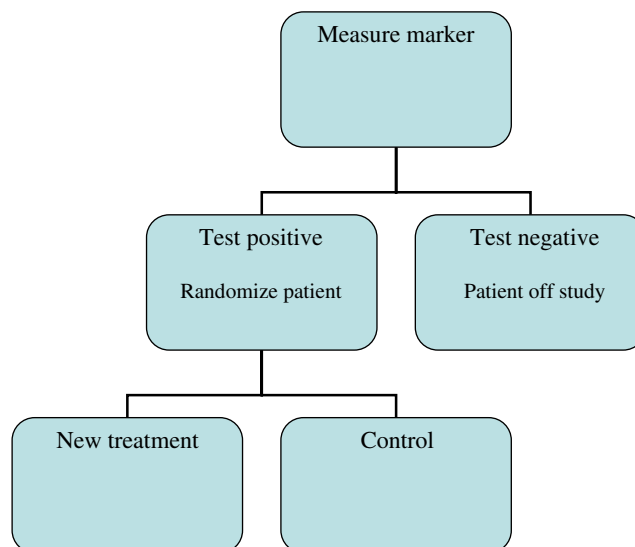 Measure marker
Test positive
Randomize patient
Test negative
Patient off study
New treatment
Control